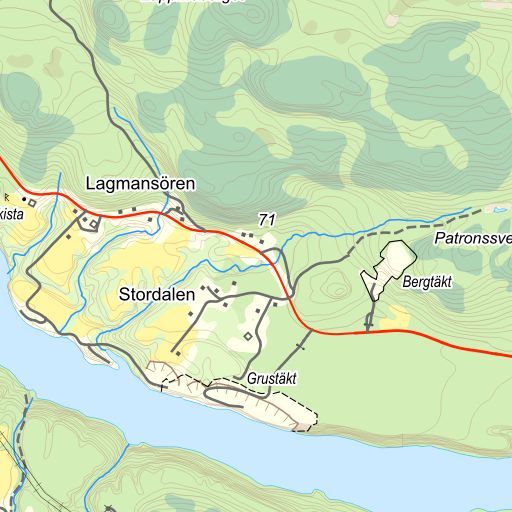 Lagmansören
kista
71
Patronssve
Stordalen
Bergtäkt
Grustäkt